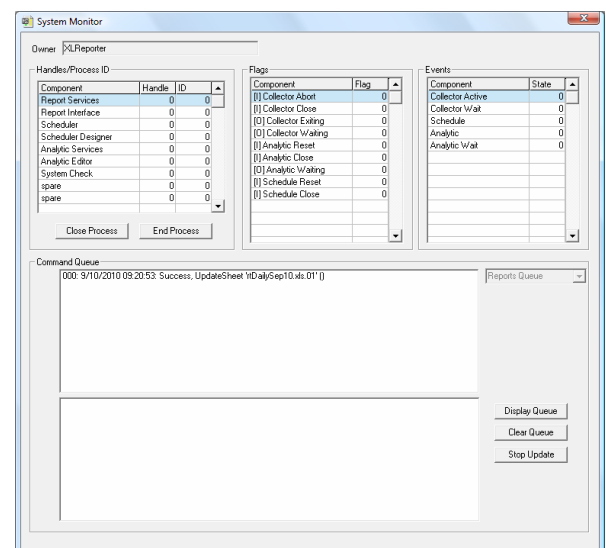 System Monitor
Owner XLReporter
Handles/Process ID
Component Handle ID
Report Services 0 0
Report Interface 0 0
Scheduler 0 0
Scheduler Designer 0 0
Analytic Services 0 0
Analytic Editor 0 0
System Check 0 0
spare 0 0
spare 0 0
Close Process End Process
Flags
Component Flag
[I] Collector Abort 0
[I] Collector Close 0
[O] Collector Exiting 0
[O] Collector Waiting 0
[I] Analytic Reset 0
[I] Analytic Close 0
[O] Analytic Waiting 0
[I] Schedule Reset 0
[I] Schedule Close 0
Events
Component State
Collector Active 0
Collector Wait 0
Schedule 0
Analytic 0
Analytic Wait 0
Command Queue
000: 9/10/2010 09:20:53: Success, UpdateSheet 'rtDailySep10.xls.01' ()
Reports Queue
Display Queue
Clear Queue
Stop Update